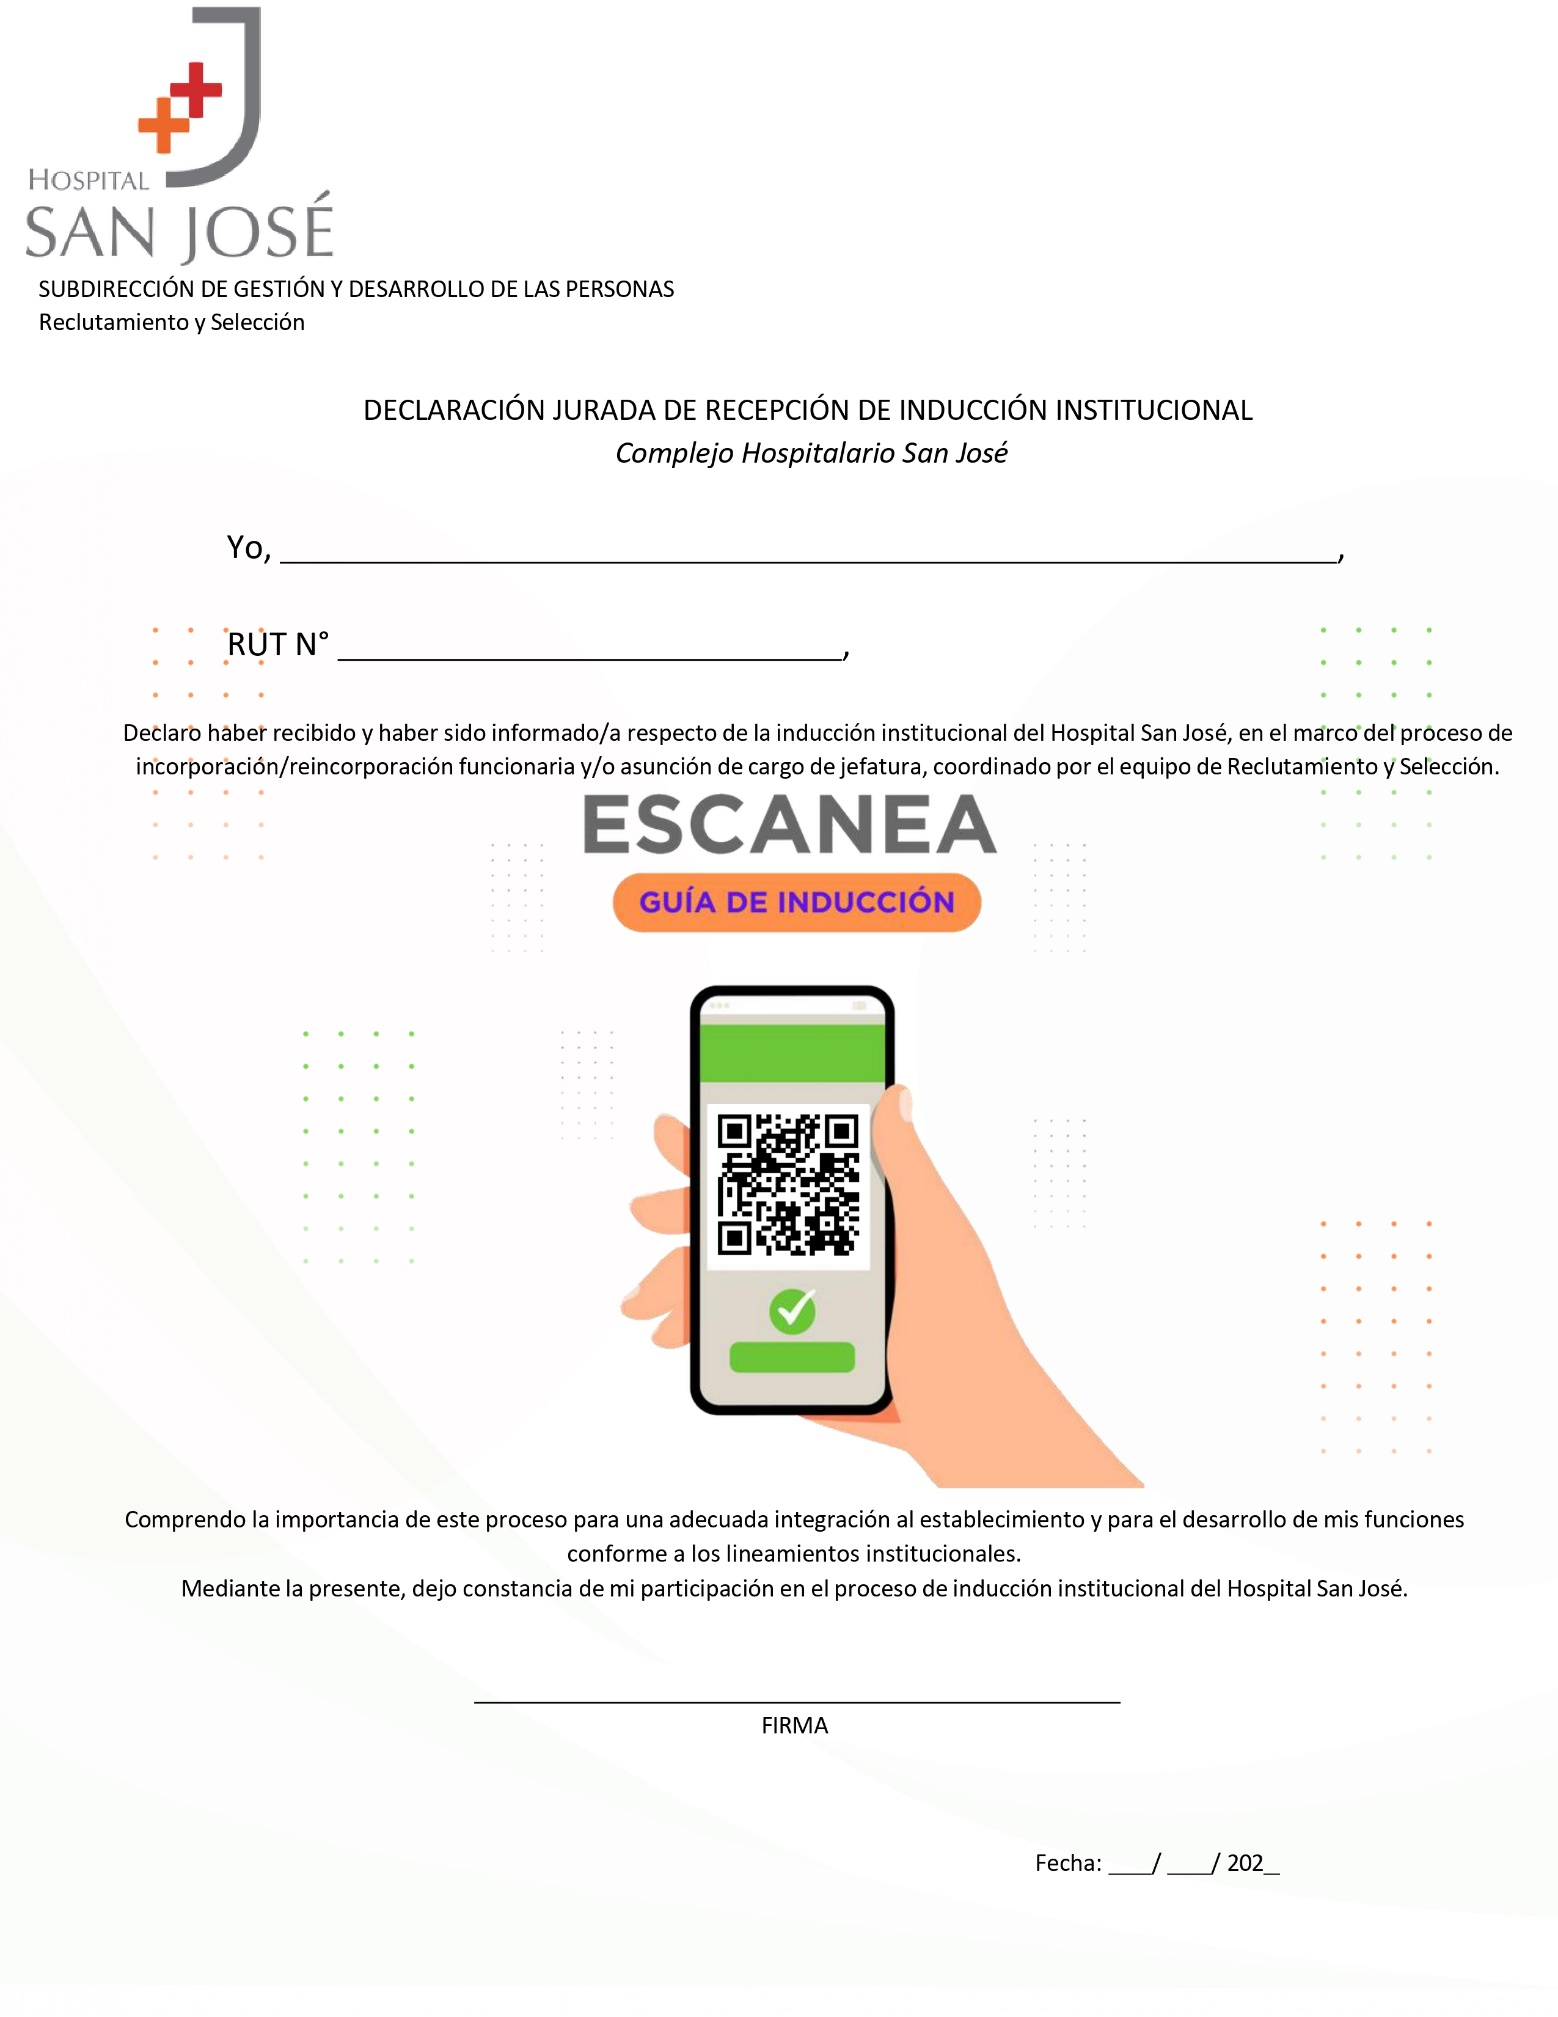 HOSPITAL
SAN JOSÉ
SUBDIRECCIÓN DE GESTIÓN Y DESARROLLO DE LAS PERSONAS
Reclutamiento y Selección
DECLARACIÓN JURADA DE RECEPCIÓN DE INDUCCIÓN INSTITUCIONAL
Complejo Hospitalario San José
Yo, ______________________________________________________________,
RUT N° ______________________________,
Declaro haber recibido y haber sido informado/a respecto de la inducción institucional del Hospital San José, en el marco del proceso de
incorporación/reincorporación funcionaria y/o asunción de cargo de jefatura, coordinado por el equipo de Reclutamiento y Selección.
ESCANEA
GUÍA DE INDUCCIÓN
Comprendo la importancia de este proceso para una adecuada integración al establecimiento y para el desarrollo de mis funciones
conforme a los lineamientos institucionales.
Mediante la presente, dejo constancia de mi participación en el proceso de inducción institucional del Hospital San José.
______________________________________________________
FIRMA
Fecha: ____/ ____/ 202_